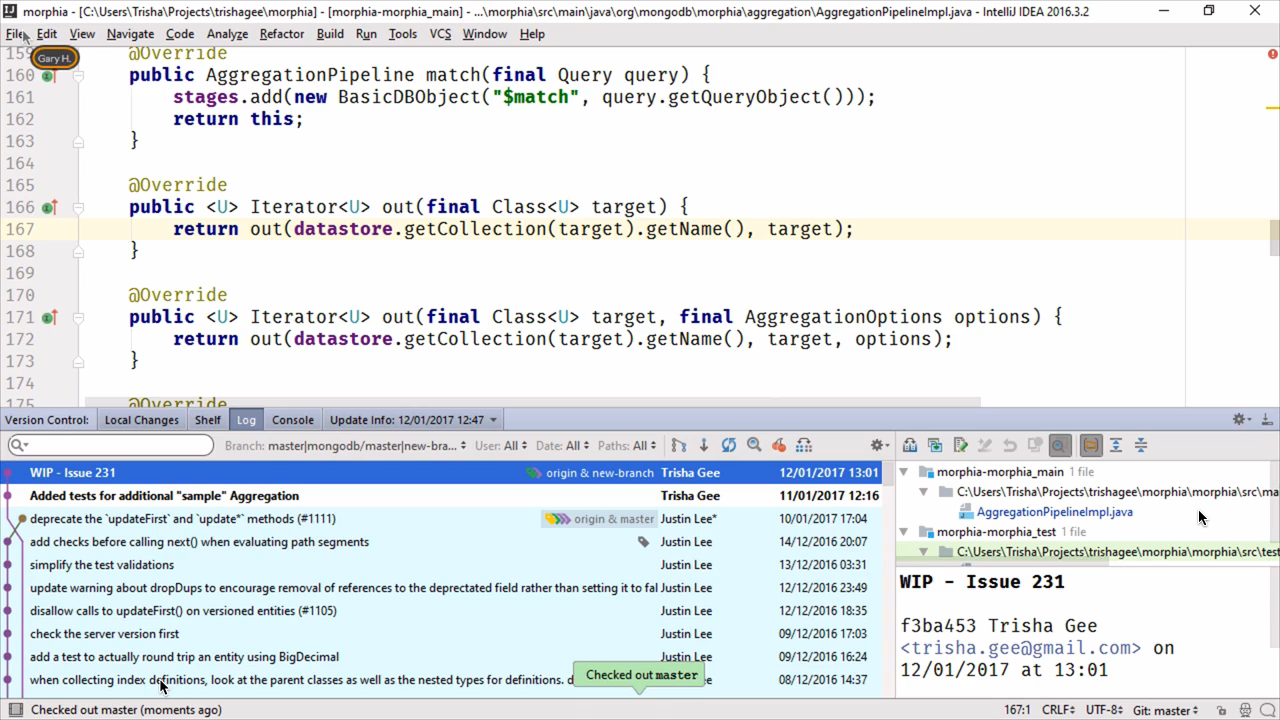 morphia - [C:\Users\Trisha\Projects\trishagee\morphia] - [morphia-morphia_main] - ...\morphia\src\main\java\org\mongodb\morphia\aggregation\AggregationPipelineImpl.java - IntelliJ IDEA 2016.3.2
File Edit View Navigate Code Analyze Refactor Build Run Tools VCS Window Help
Gary H.
159 @Override
160 public AggregationPipeline match(final Query query) {
161 stages.add(new BasicDBObject("$match", query.getQueryObject()));
162 return this;
163 }
164
165 @Override
166 public <U> Iterator<U> out(final Class<U> target) {
167 return out(datastore.getCollection(target).getName(), target);
168 }
169
170 @Override
171 public <U> Iterator<U> out(final Class<U> target, final AggregationOptions options) {
172 return out(datastore.getCollection(target).getName(), target, options);
173 }
174
175 @Override
Version Control: Local Changes Shelf Log Console Update Info: 12/01/2017 12:47
Branch: master|mongodb/master|new-bra... User: All Date: All Paths: All
WIP - Issue 231 origin & new-branch Trisha Gee 12/01/2017 13:01
Added tests for additional "sample" Aggregation Trisha Gee 11/01/2017 12:16
deprecate the `updateFirst` and `update*` methods (#1111) origin & master Justin Lee* 10/01/2017 17:04
add checks before calling next() when evaluating path segments Justin Lee 14/12/2016 20:07
simplify the test validations Justin Lee 13/12/2016 03:31
update warning about dropDups to encourage removal of references to the deprectated field rather than setting it to fal Justin Lee 12/12/2016 23:49
disallow calls to updateFirst() on versioned entities (#1105) Justin Lee 12/12/2016 18:35
check the server version first Justin Lee 09/12/2016 17:03
add a test to actually round trip an entity using BigDecimal Justin Lee 09/12/2016 16:24
when collecting index definitions, look at the parent classes as well as the nested types for definitions. d Justin Lee 08/12/2016 14:37
Checked out master
morphia-morphia_main 1 file
C:\Users\Trisha\Projects\trishagee\morphia\morphia\src\ma
AggregationPipelineImpl.java
morphia-morphia_test 1 file
C:\Users\Trisha\Projects\trishagee\morphia\morphia\src\test
WIP - Issue 231
f3ba453 Trisha Gee
<trisha.gee@gmail.com> on
12/01/2017 at 13:01
Checked out master (moments ago) 167:1 CRLF UTF-8 Git: master